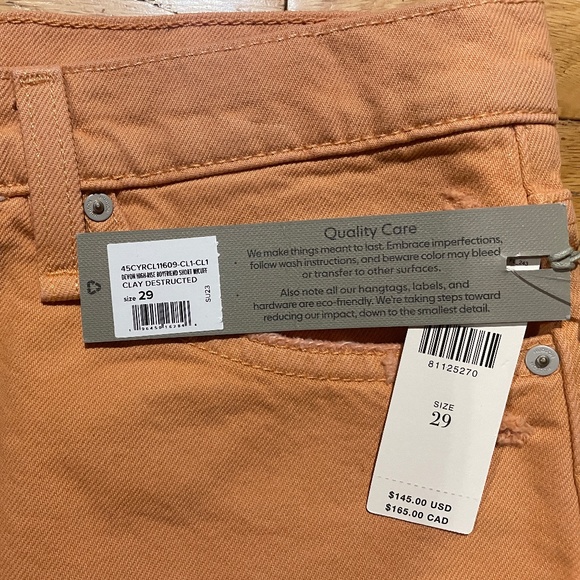 45CYRCL11609-CL1-CL1
DEVON HIGH-RISE BOYFRIEND SHORT W/CUFF
CLAY DESTRUCTED
size 29
SU23
Quality Care
We make things meant to last. Embrace imperfections,
follow wash instructions, and beware color may bleed
or transfer to other surfaces.
Also note all our hangtags, labels, and
hardware are eco-friendly. We're taking steps toward
reducing our impact, down to the smallest detail.
81125270
SIZE
29
$145.00 USD
$165.00 CAD